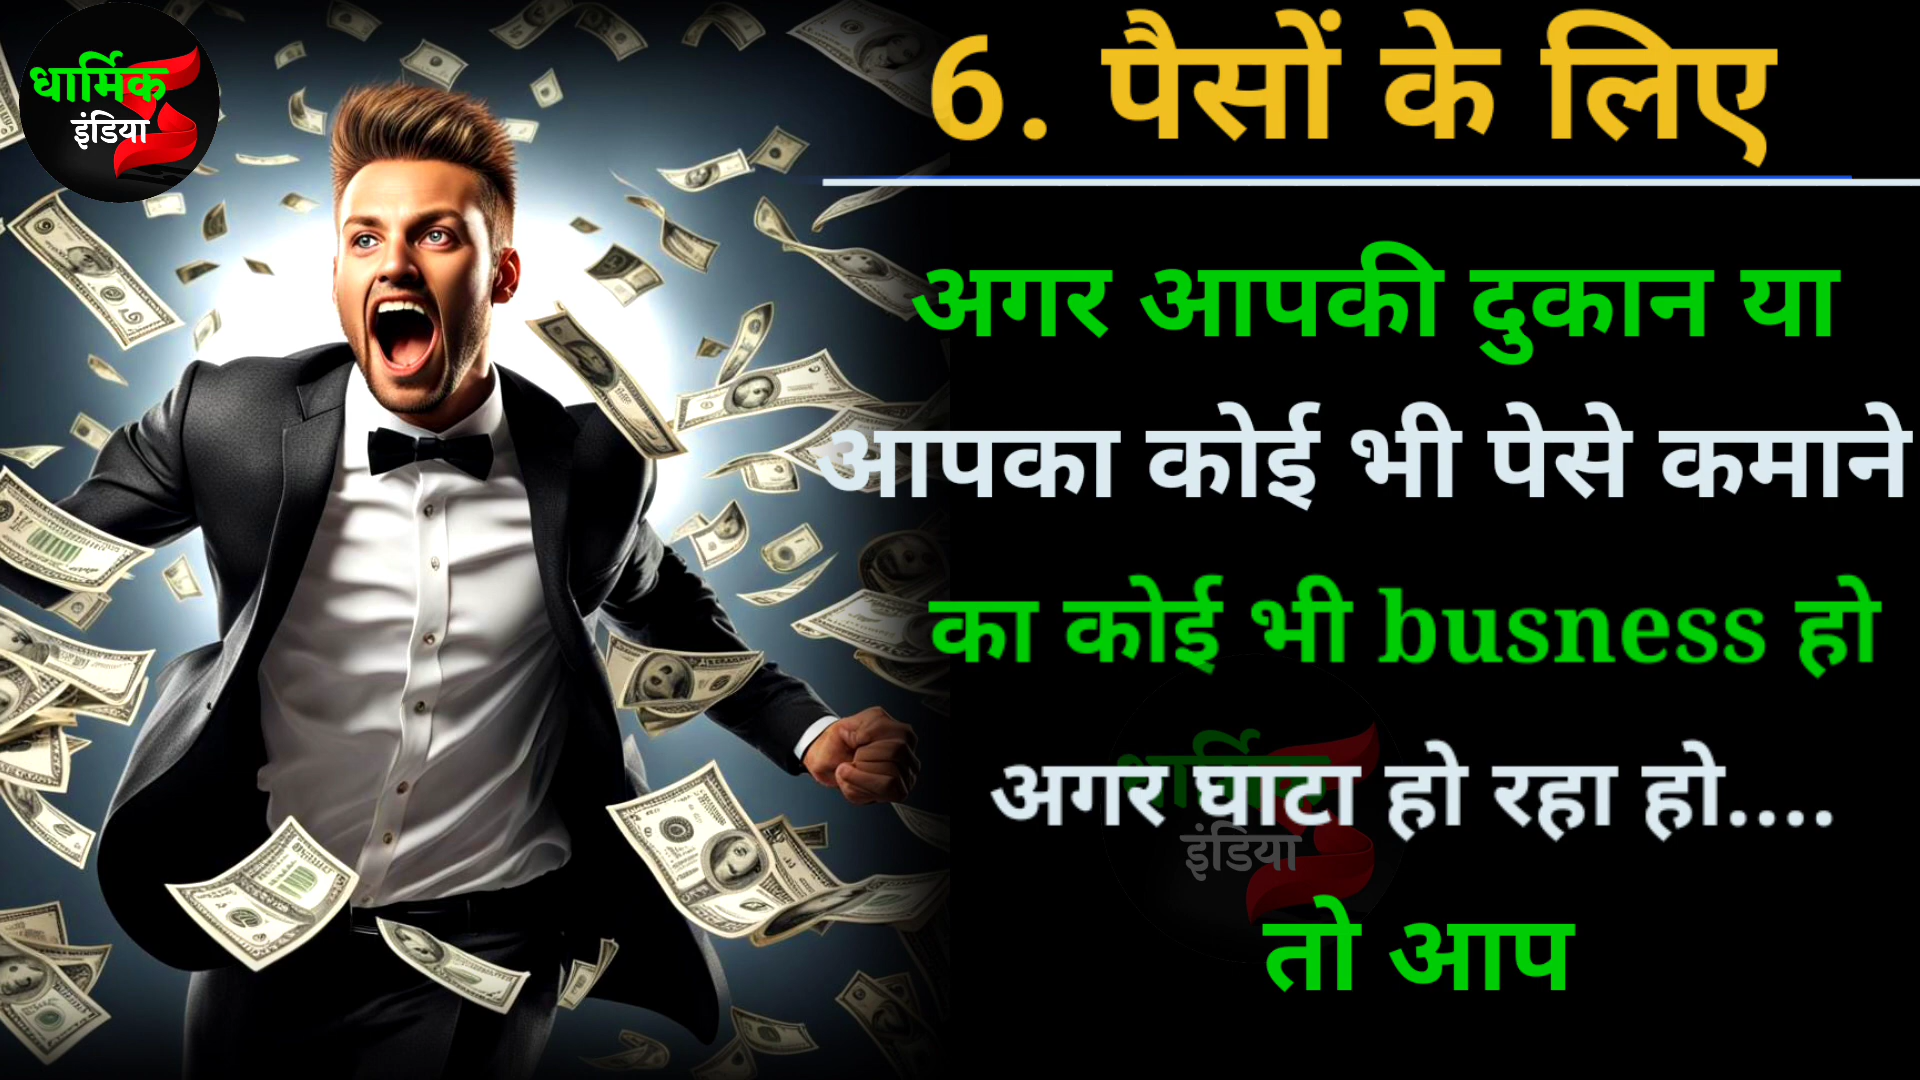 धार्मिक
इंडिया
6. पैसों के लिए
अगर आपकी दुकान या
आपका कोई भी पेसे कमाने
का कोई भी busness हो
अगर घाटा हो रहा हो....
धार्मिक
इंडिया
तो आप